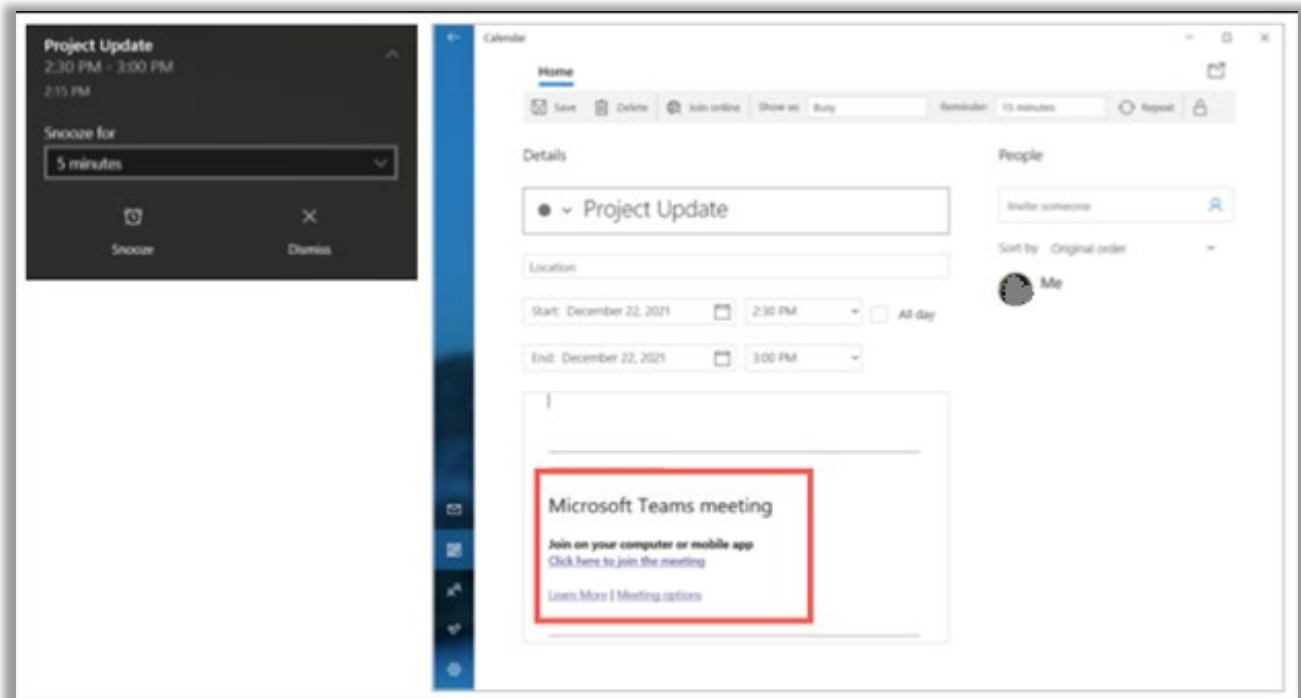 Project Update
2:30 PM - 3:00 PM
2:15 PM
Snooze for
5 minutes
Snooze Dismiss
Calendar
Home
Save Delete Join online Show as: Busy Reminder: 15 minutes Repeat
Details People
Project Update
Invite someone
Location
Sort by Original order
Me
Start: December 22, 2021 2:30 PM All day
End: December 22, 2021 3:00 PM
Microsoft Teams meeting
Join on your computer or mobile app
Click here to join the meeting
Learn More | Meeting options